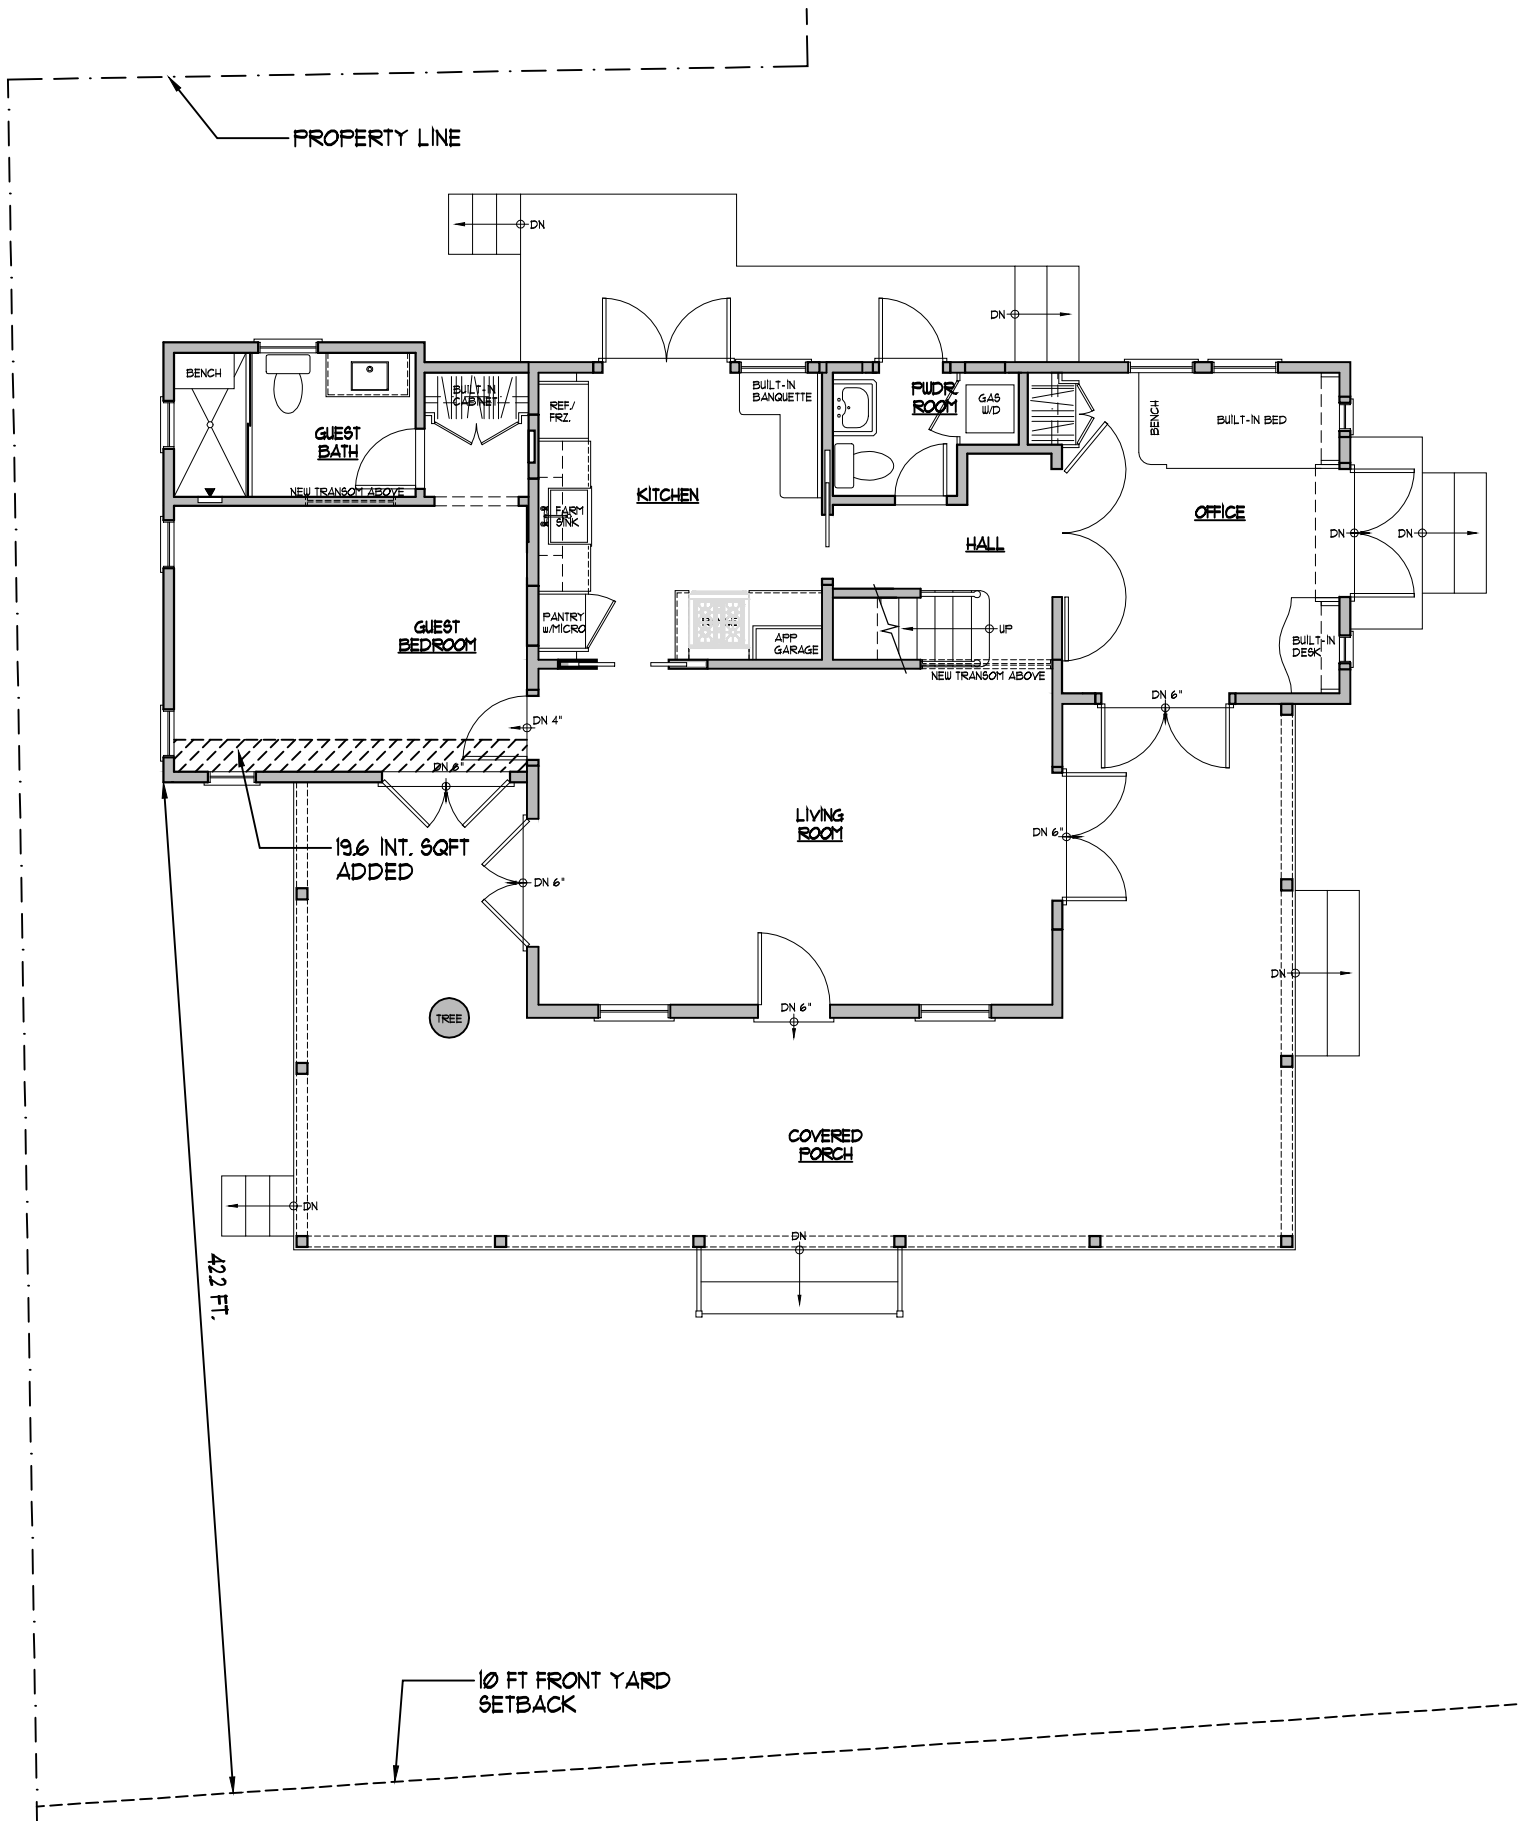 PROPERTY LINE
DN
DN
BENCH
GUEST
BATH
NEW TRANSOM ABOVE
BUILT-IN
CABINET
REF./
FRZ.
BUILT-IN
BANQUETTE
KITCHEN
FARM
SINK
PANTRY
W/MICRO
APP
GARAGE
PWDR
ROOM
GAS
W/D
HALL
UP
NEW TRANSOM ABOVE
BENCH
BUILT-IN BED
OFFICE
DN
DN
BUILT-IN
DESK
DN 6"
GUEST
BEDROOM
DN 4"
DN 6"
19.6 INT. SQFT
ADDED
LIVING
ROOM
DN 6"
DN 6"
DN 6"
TREE
DN
COVERED
PORCH
DN
DN
42.2 FT.
10 FT FRONT YARD
SETBACK